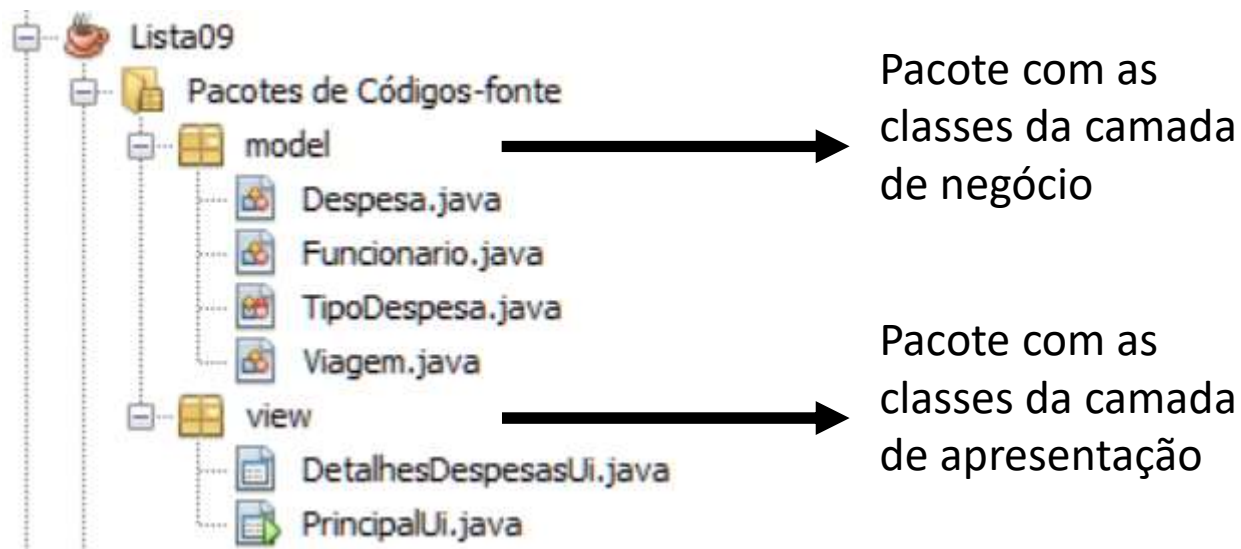 Lista09
Pacotes de Códigos-fonte
model
Despesa.java
Funcionario.java
TipoDespesa.java
Viagem.java
view
DetalhesDespesasUi.java
PrincipalUi.java
Pacote com as
classes da camada
de negócio
Pacote com as
classes da camada
de apresentação